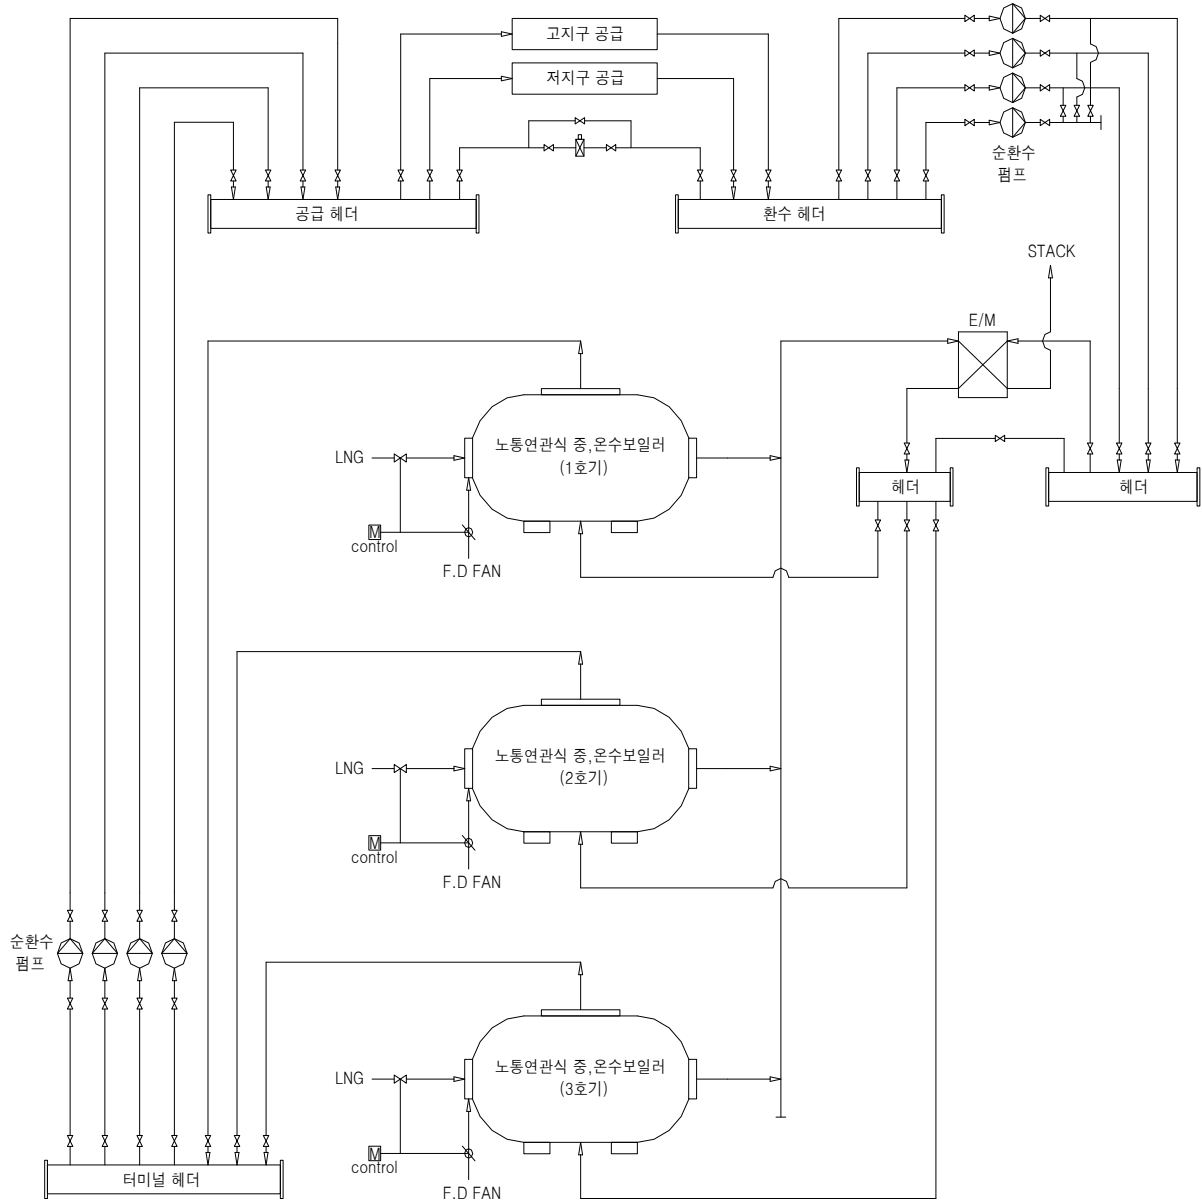 고지구 공급
저지구 공급
순환수
펌프
공급 헤더
환수 헤더
STACK
E/M
노통연관식 중,온수보일러
(1호기)
LNG
M
control
F.D FAN
헤더
헤더
노통연관식 중,온수보일러
(2호기)
LNG
M
control
F.D FAN
순환수
펌프
노통연관식 중,온수보일러
(3호기)
LNG
M
control
F.D FAN
터미널 헤더